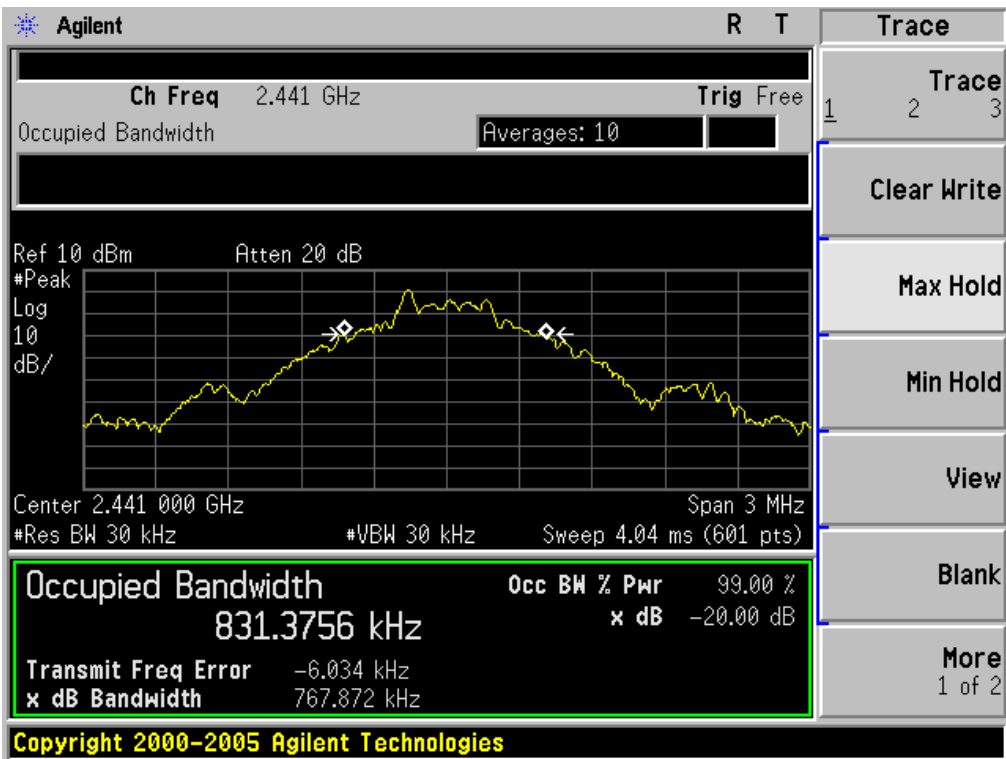 Agilent R T Trace
Ch Freq 2.441 GHz Trig Free
Occupied Bandwidth Averages: 10
Ref 10 dBm Atten 20 dB
#Peak
Log
10
dB/
Center 2.441 000 GHz Span 3 MHz
#Res BW 30 kHz #VBW 30 kHz Sweep 4.04 ms (601 pts)
Occupied Bandwidth Occ BW % Pwr 99.00 %
831.3756 kHz x dB -20.00 dB
Transmit Freq Error -6.034 kHz
x dB Bandwidth 767.872 kHz
Copyright 2000-2005 Agilent Technologies
Trace
1 2 3
Clear Write
Max Hold
Min Hold
View
Blank
More
1 of 2